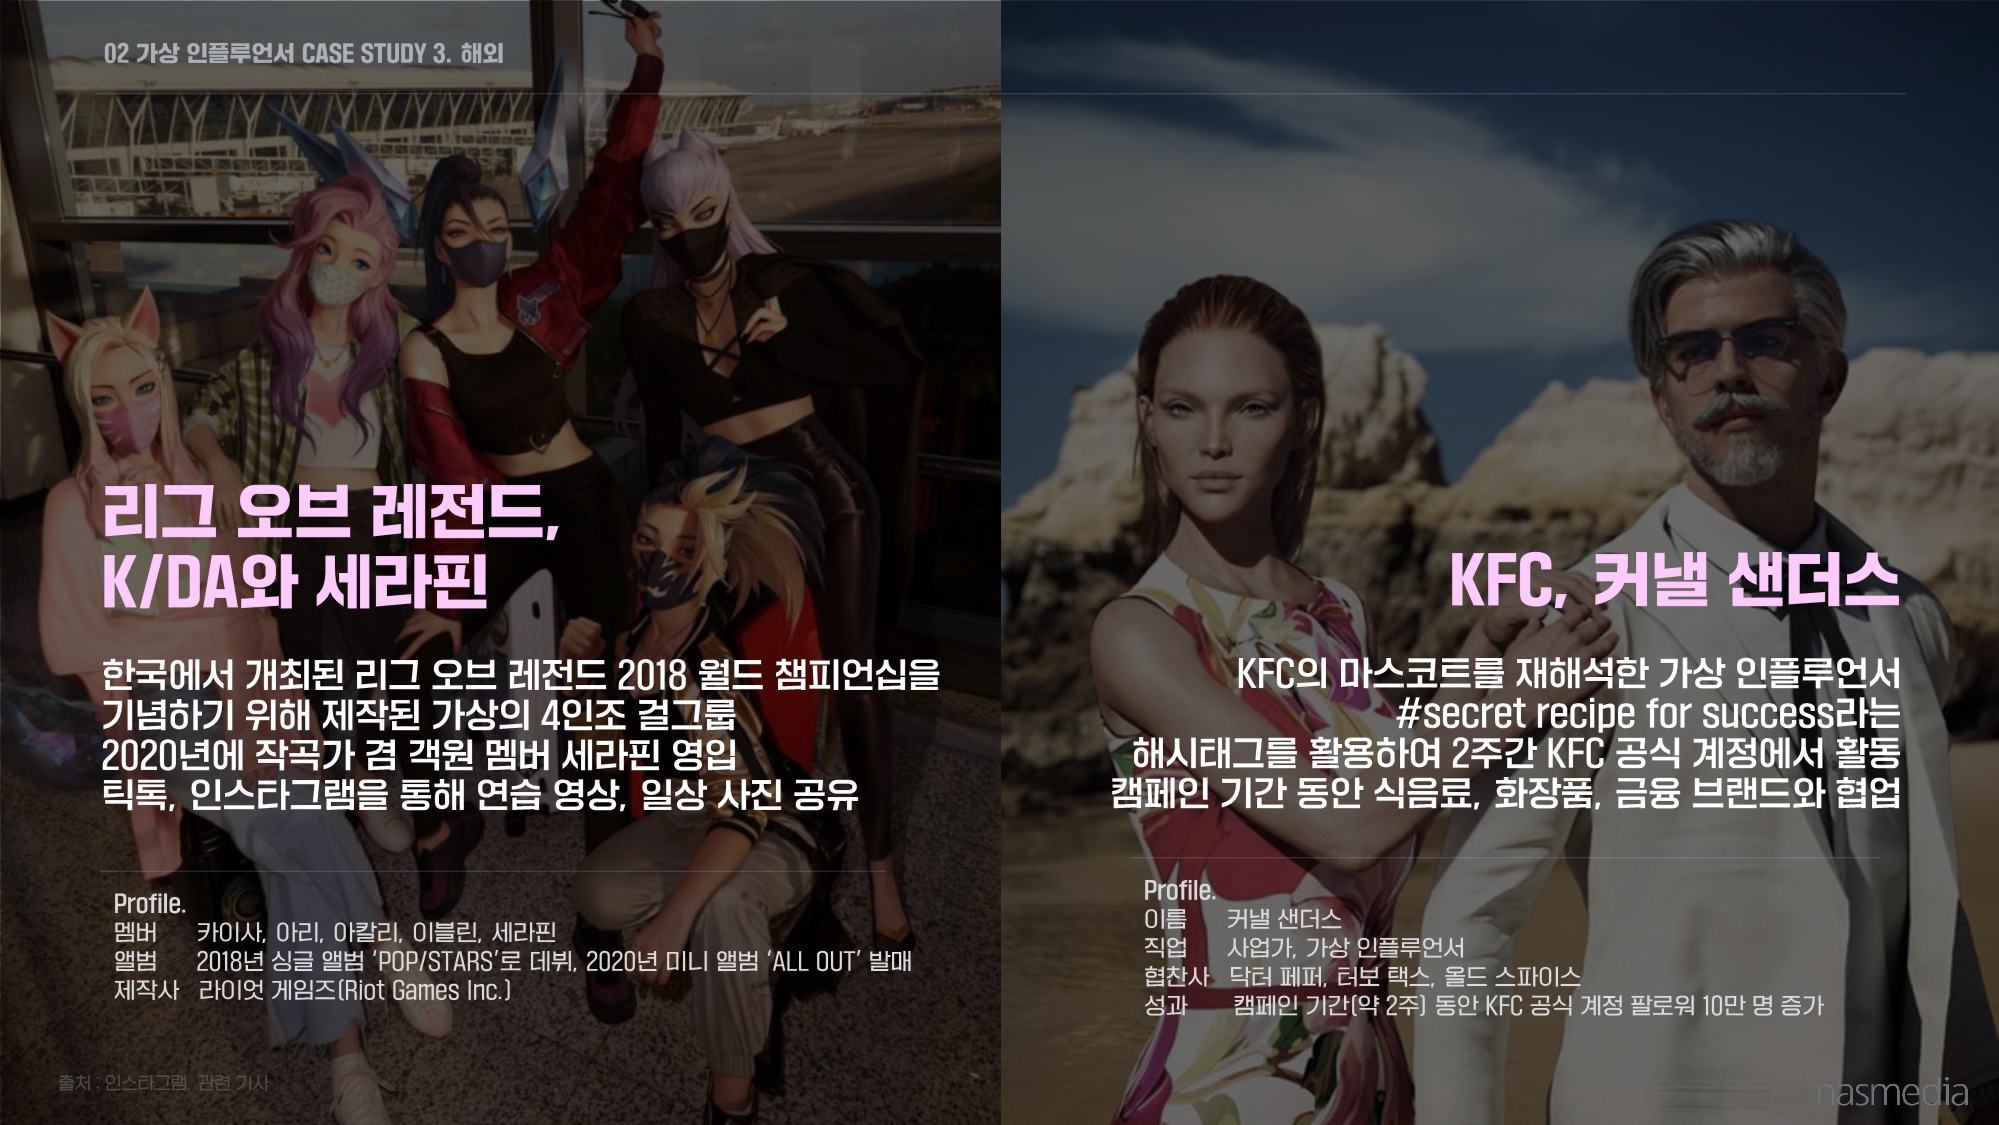 02 가상 인플루언서 CASE STUDY 3. 해외
리그 오브 레전드,
K/DA와 세라핀
한국에서 개최된 리그 오브 레전드 2018 월드 챔피언십을
기념하기 위해 제작된 가상의 4인조 걸그룹
2020년에 작곡가 겸 객원 멤버 세라핀 영입
틱톡, 인스타그램을 통해 연습 영상, 일상 사진 공유
Profile.
멤버 카이사, 아리, 아칼리, 이블린, 세라핀
앨범 2018년 싱글 앨범 ‘POP/STARS’로 데뷔, 2020년 미니 앨범 ‘ALL OUT’ 발매
제작사 라이엇 게임즈(Riot Games Inc.)
출처 : 인스타그램, 관련 기사
KFC, 커낼 샌더스
KFC의 마스코트를 재해석한 가상 인플루언서
#secret recipe for success라는
해시태그를 활용하여 2주간 KFC 공식 계정에서 활동
캠페인 기간 동안 식음료, 화장품, 금융 브랜드와 협업
Profile.
이름 커낼 샌더스
직업 사업가, 가상 인플루언서
협찬사 닥터 페퍼, 터보 택스, 올드 스파이스
성과 캠페인 기간(약 2주) 동안 KFC 공식 계정 팔로워 10만 명 증가
nasmedia